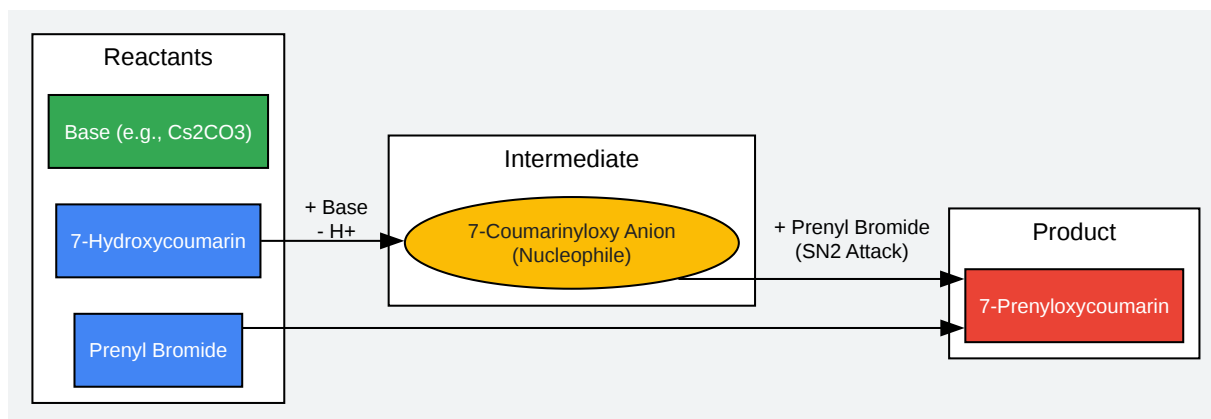 Reactants
Base (e.g., Cs2CO3)
7-Hydroxycoumarin
Prenyl Bromide
+ Base
- H+
Intermediate
7-Coumarinyloxy Anion
(Nucleophile)
+ Prenyl Bromide
(SN2 Attack)
Product
7-Prenyloxycoumarin